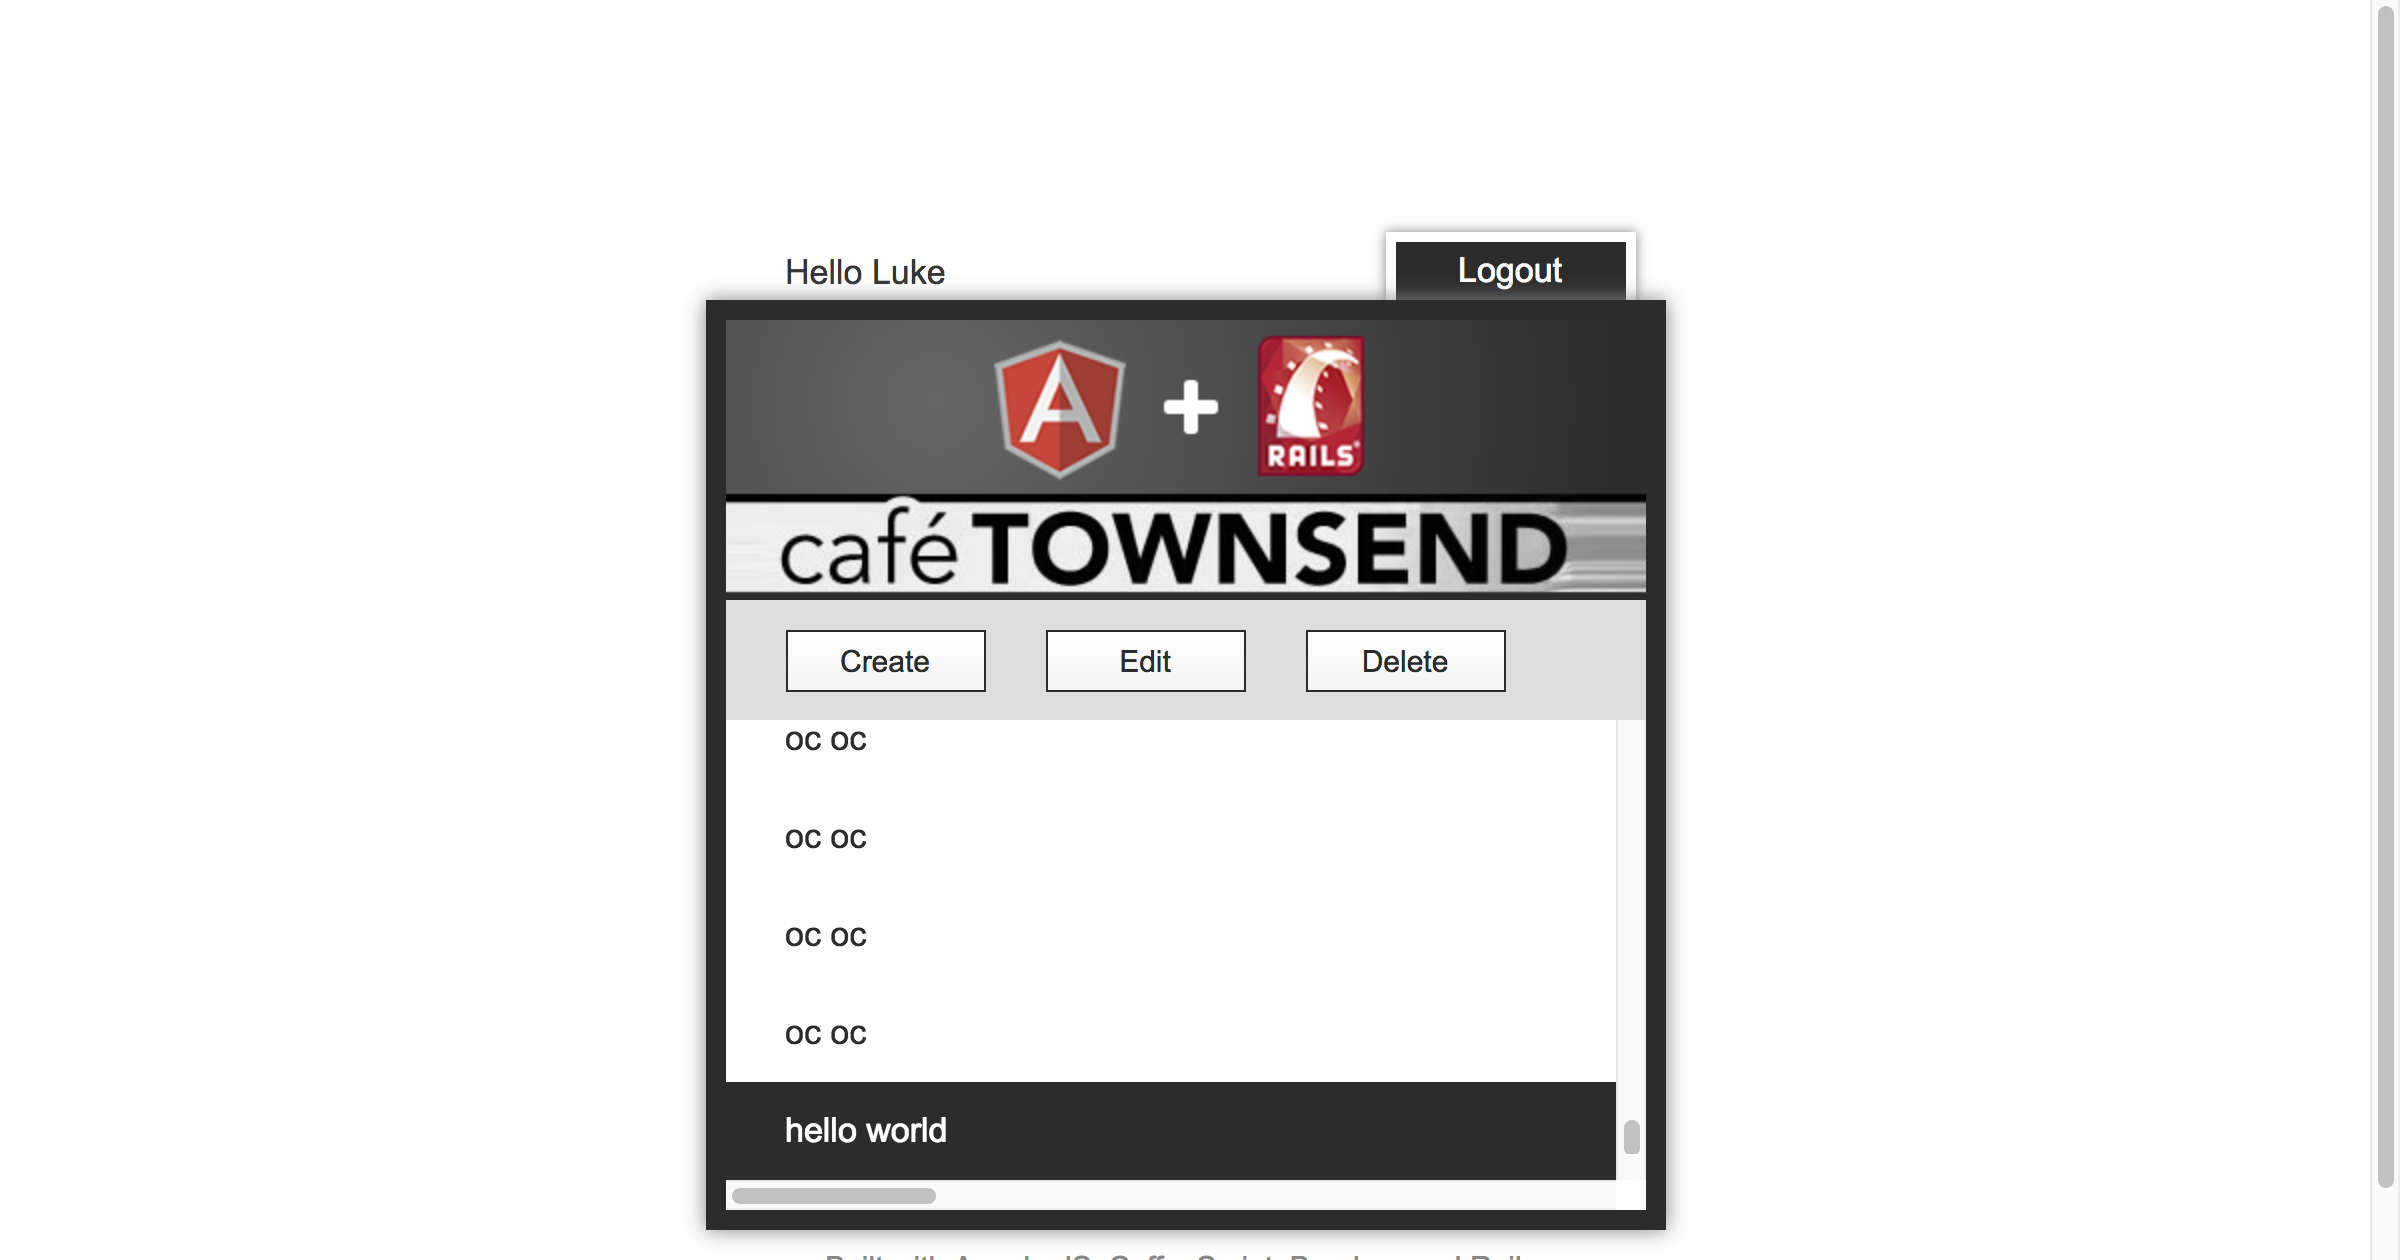 Hello Luke
Logout
RAILS
café TOWNSEND
Create
Edit
Delete
oc oc
oc oc
oc oc
oc oc
hello world